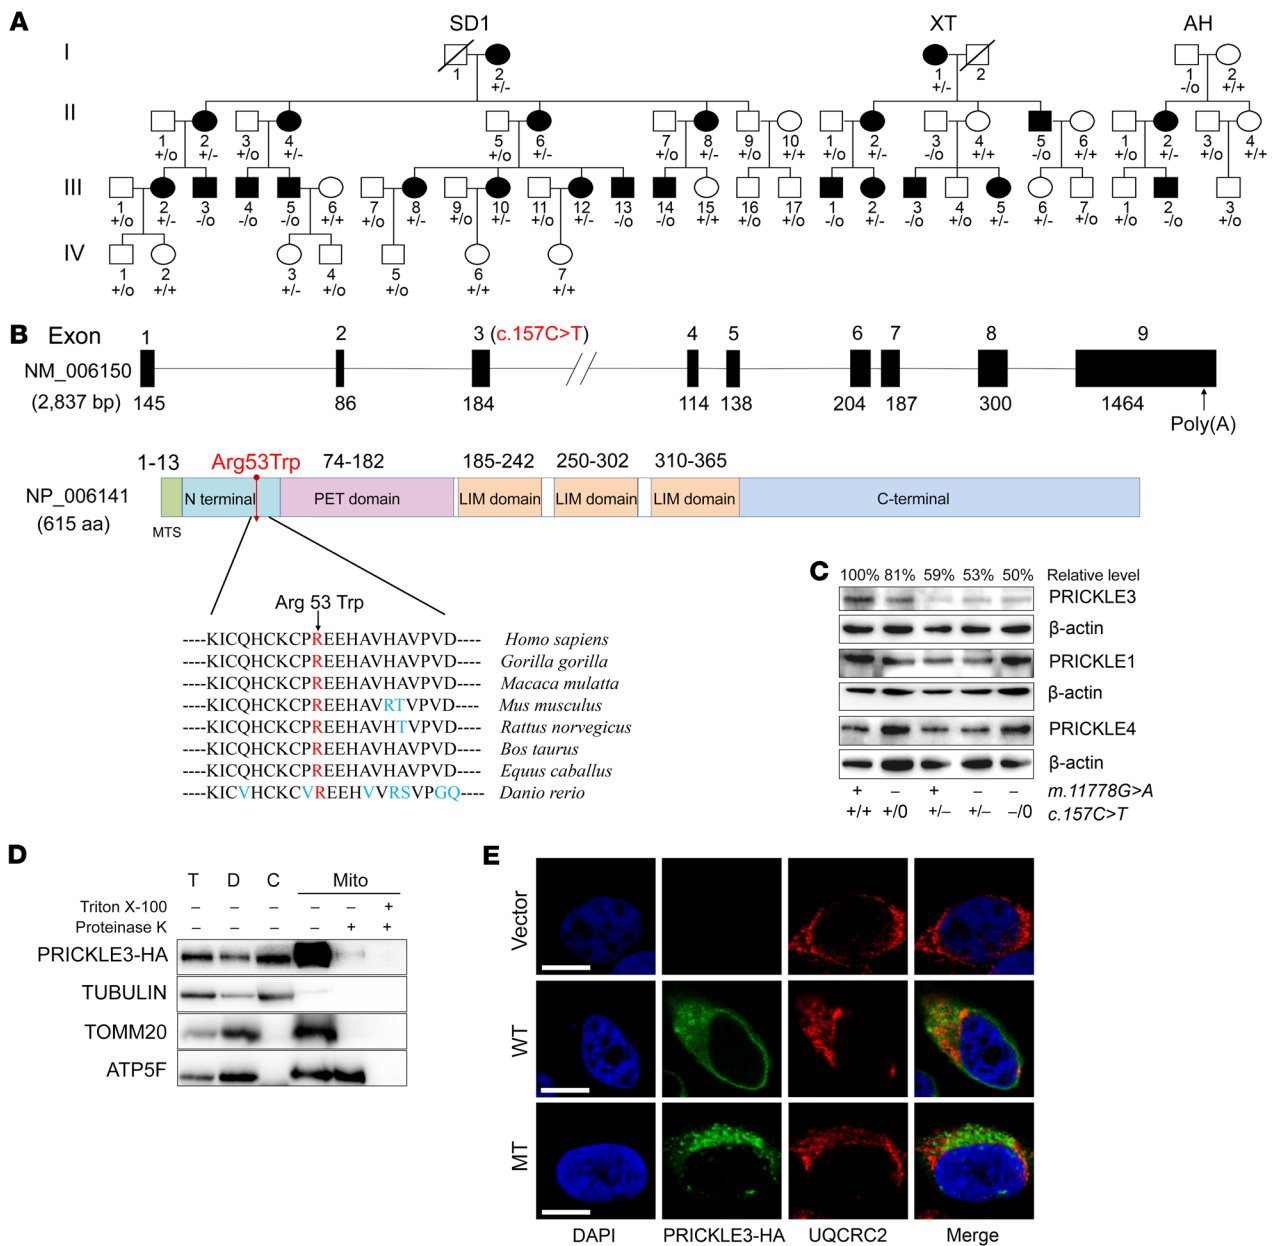 A
SD1 XT AH
I
1 2 1 2 1 2
+/- +/- -/o +/+
II
1 2 3 4 5 6 7 8 9 10 1 2 3 4 5 6 1 2 3 4
+/o +/- +/o +/- +/o +/- +/o +/- +/o +/+ +/o +/- -/o +/+ -/o +/+ +/o +/- +/o +/+
III
1 2 3 4 5 6 7 8 9 10 11 12 13 14 15 16 17 1 2 3 4 5 6 7 1 2 3
+/o +/- -/o -/o -/o +/+ +/o +/- +/o +/- +/o +/- -/o -/o +/+ +/o +/o -/o +/- -/o +/o +/- +/- +/o +/o -/o +/o
IV
1 2 3 4 5 6 7
+/o +/+ +/- +/o +/o +/+ +/+
B
Exon 1 2 3 (c.157C>T) 4 5 6 7 8 9
NM_006150
(2,837 bp) 145 86 184 114 138 204 187 300 1464
Poly(A)
1-13 Arg53Trp 74-182 185-242 250-302 310-365
NP_006141
(615 aa)
N terminal PET domain LIM domain LIM domain LIM domain C-terminal
MTS
Arg 53 Trp
----KICQHCKCPREEHAVHAVPVD---- Homo sapiens
----KICQHCKCPREEHAVHAVPVD---- Gorilla gorilla
----KICQHCKCPREEHAVHAVPVD---- Macaca mulatta
----KICQHCKCPREEHAVRTVPVD---- Mus musculus
----KICQHCKCPREEHAVHTVPVD---- Rattus norvegicus
----KICQHCKCPREEHAVHAVPVD---- Bos taurus
----KICQHCKCPREEHAVHAVPVD---- Equus caballus
----KICVHCKCVREEHVVRSVPGQ---- Danio rerio
C
100% 81% 59% 53% 50% Relative level
PRICKLE3
β-actin
PRICKLE1
β-actin
PRICKLE4
β-actin
+ – + – – m.11778G>A
+/+ +/0 +/– +/– –/0 c.157C>T
D
T D C Mito
Triton X-100 – – – – – +
Proteinase K – – – – + +
PRICKLE3-HA
TUBULIN
TOMM20
ATP5F
E
Vector
WT
MT
DAPI PRICKLE3-HA UQCRC2 Merge